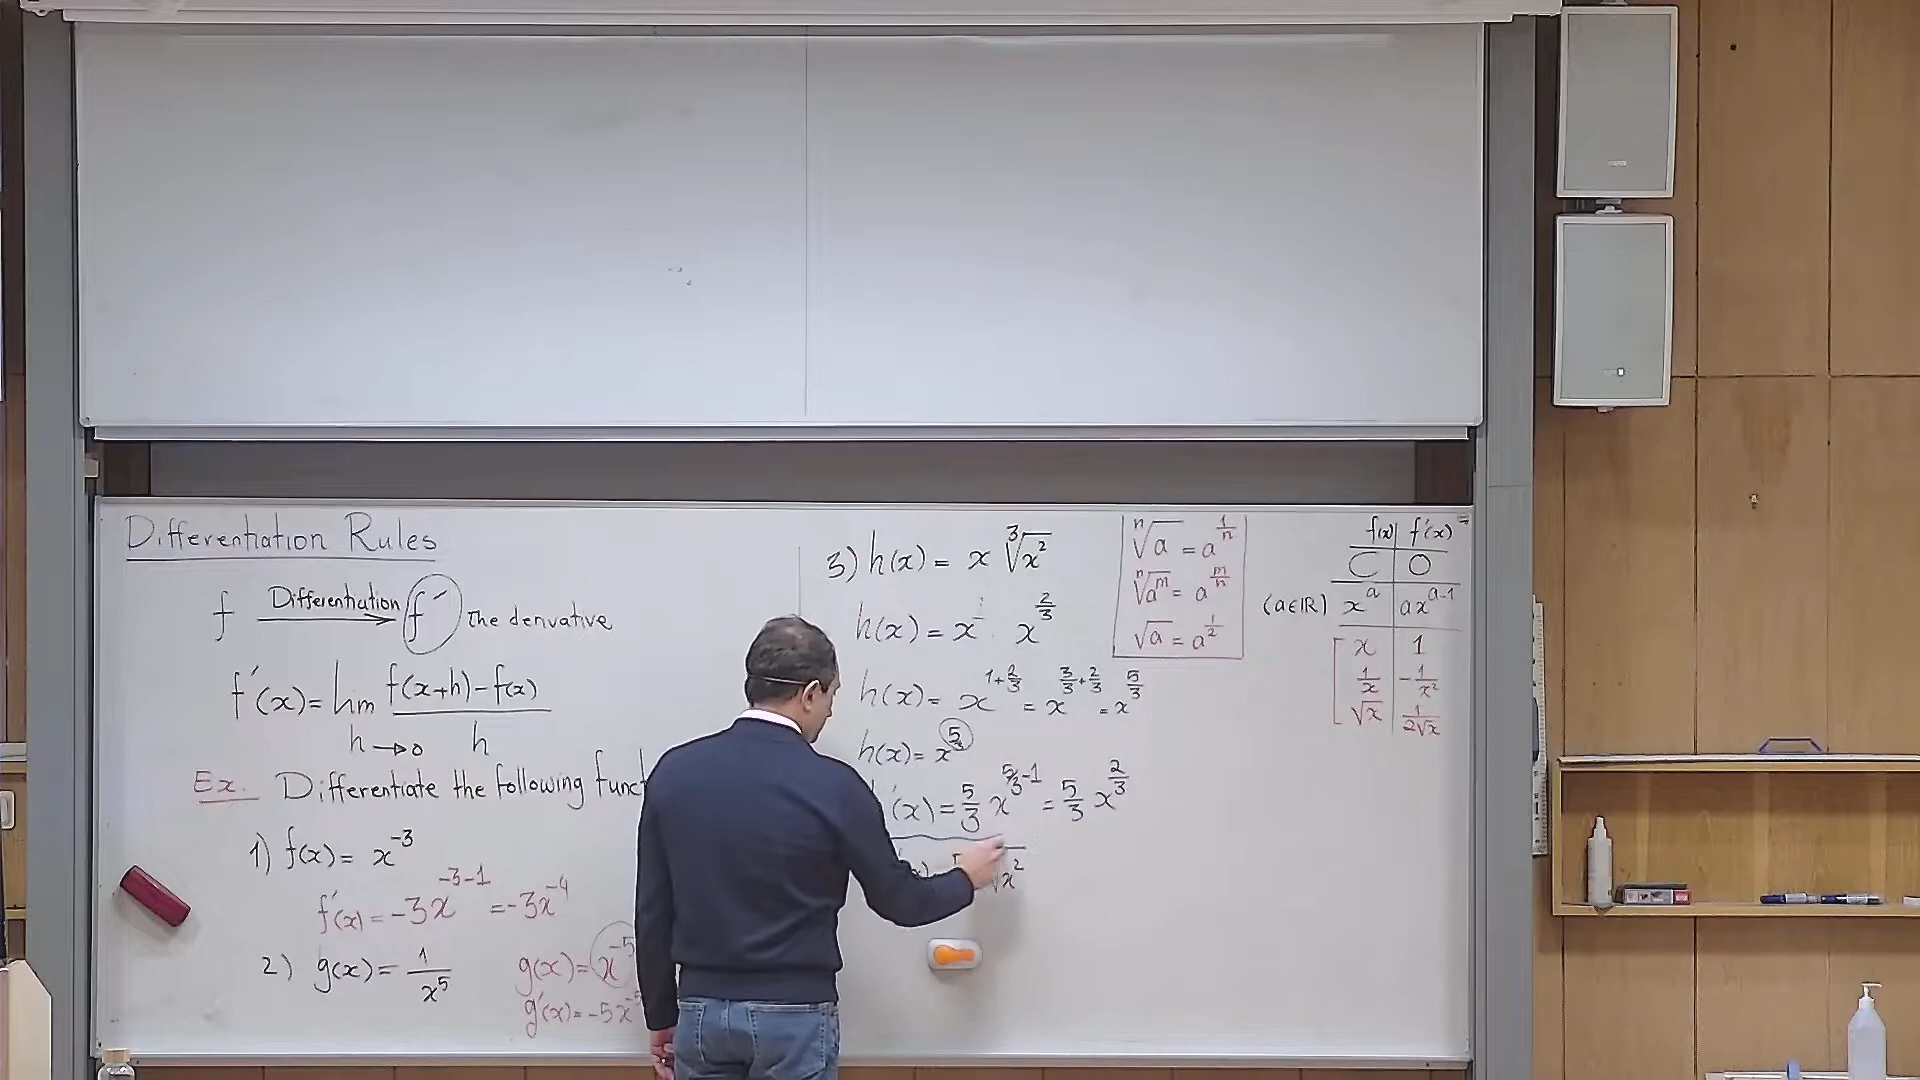 Differentiation Rules
f Differentiation f′ The derivative
f′(x) = lim h→0 f(x+h) − f(x) / h
Ex. Differentiate the following
1) f(x) = x⁻³
f′(x) = −3x⁻³⁻¹ = −3x⁻⁴
2) g(x) = 1/x⁵
g(x) = x⁻⁵
g′(x) = −5x
3) h(x) = x ∛x²
h(x) = x¹ · x^(2/3)
h(x) = x^(1+2/3) = x^(3/3+2/3) = x^(5/3)
h(x) = x^(5/3)
′(x) = 5/3 x^(5/3−1) = 5/3 x^(2/3)
√x²
ⁿ√a = a^(1/n)
ⁿ√a^m = a^(m/n)
√a = a^(1/2)
f(x) f′(x)
C 0
(a∈ℝ) x^a ax^(a-1)
x 1
1/x −1/x²
√x 1/2√x